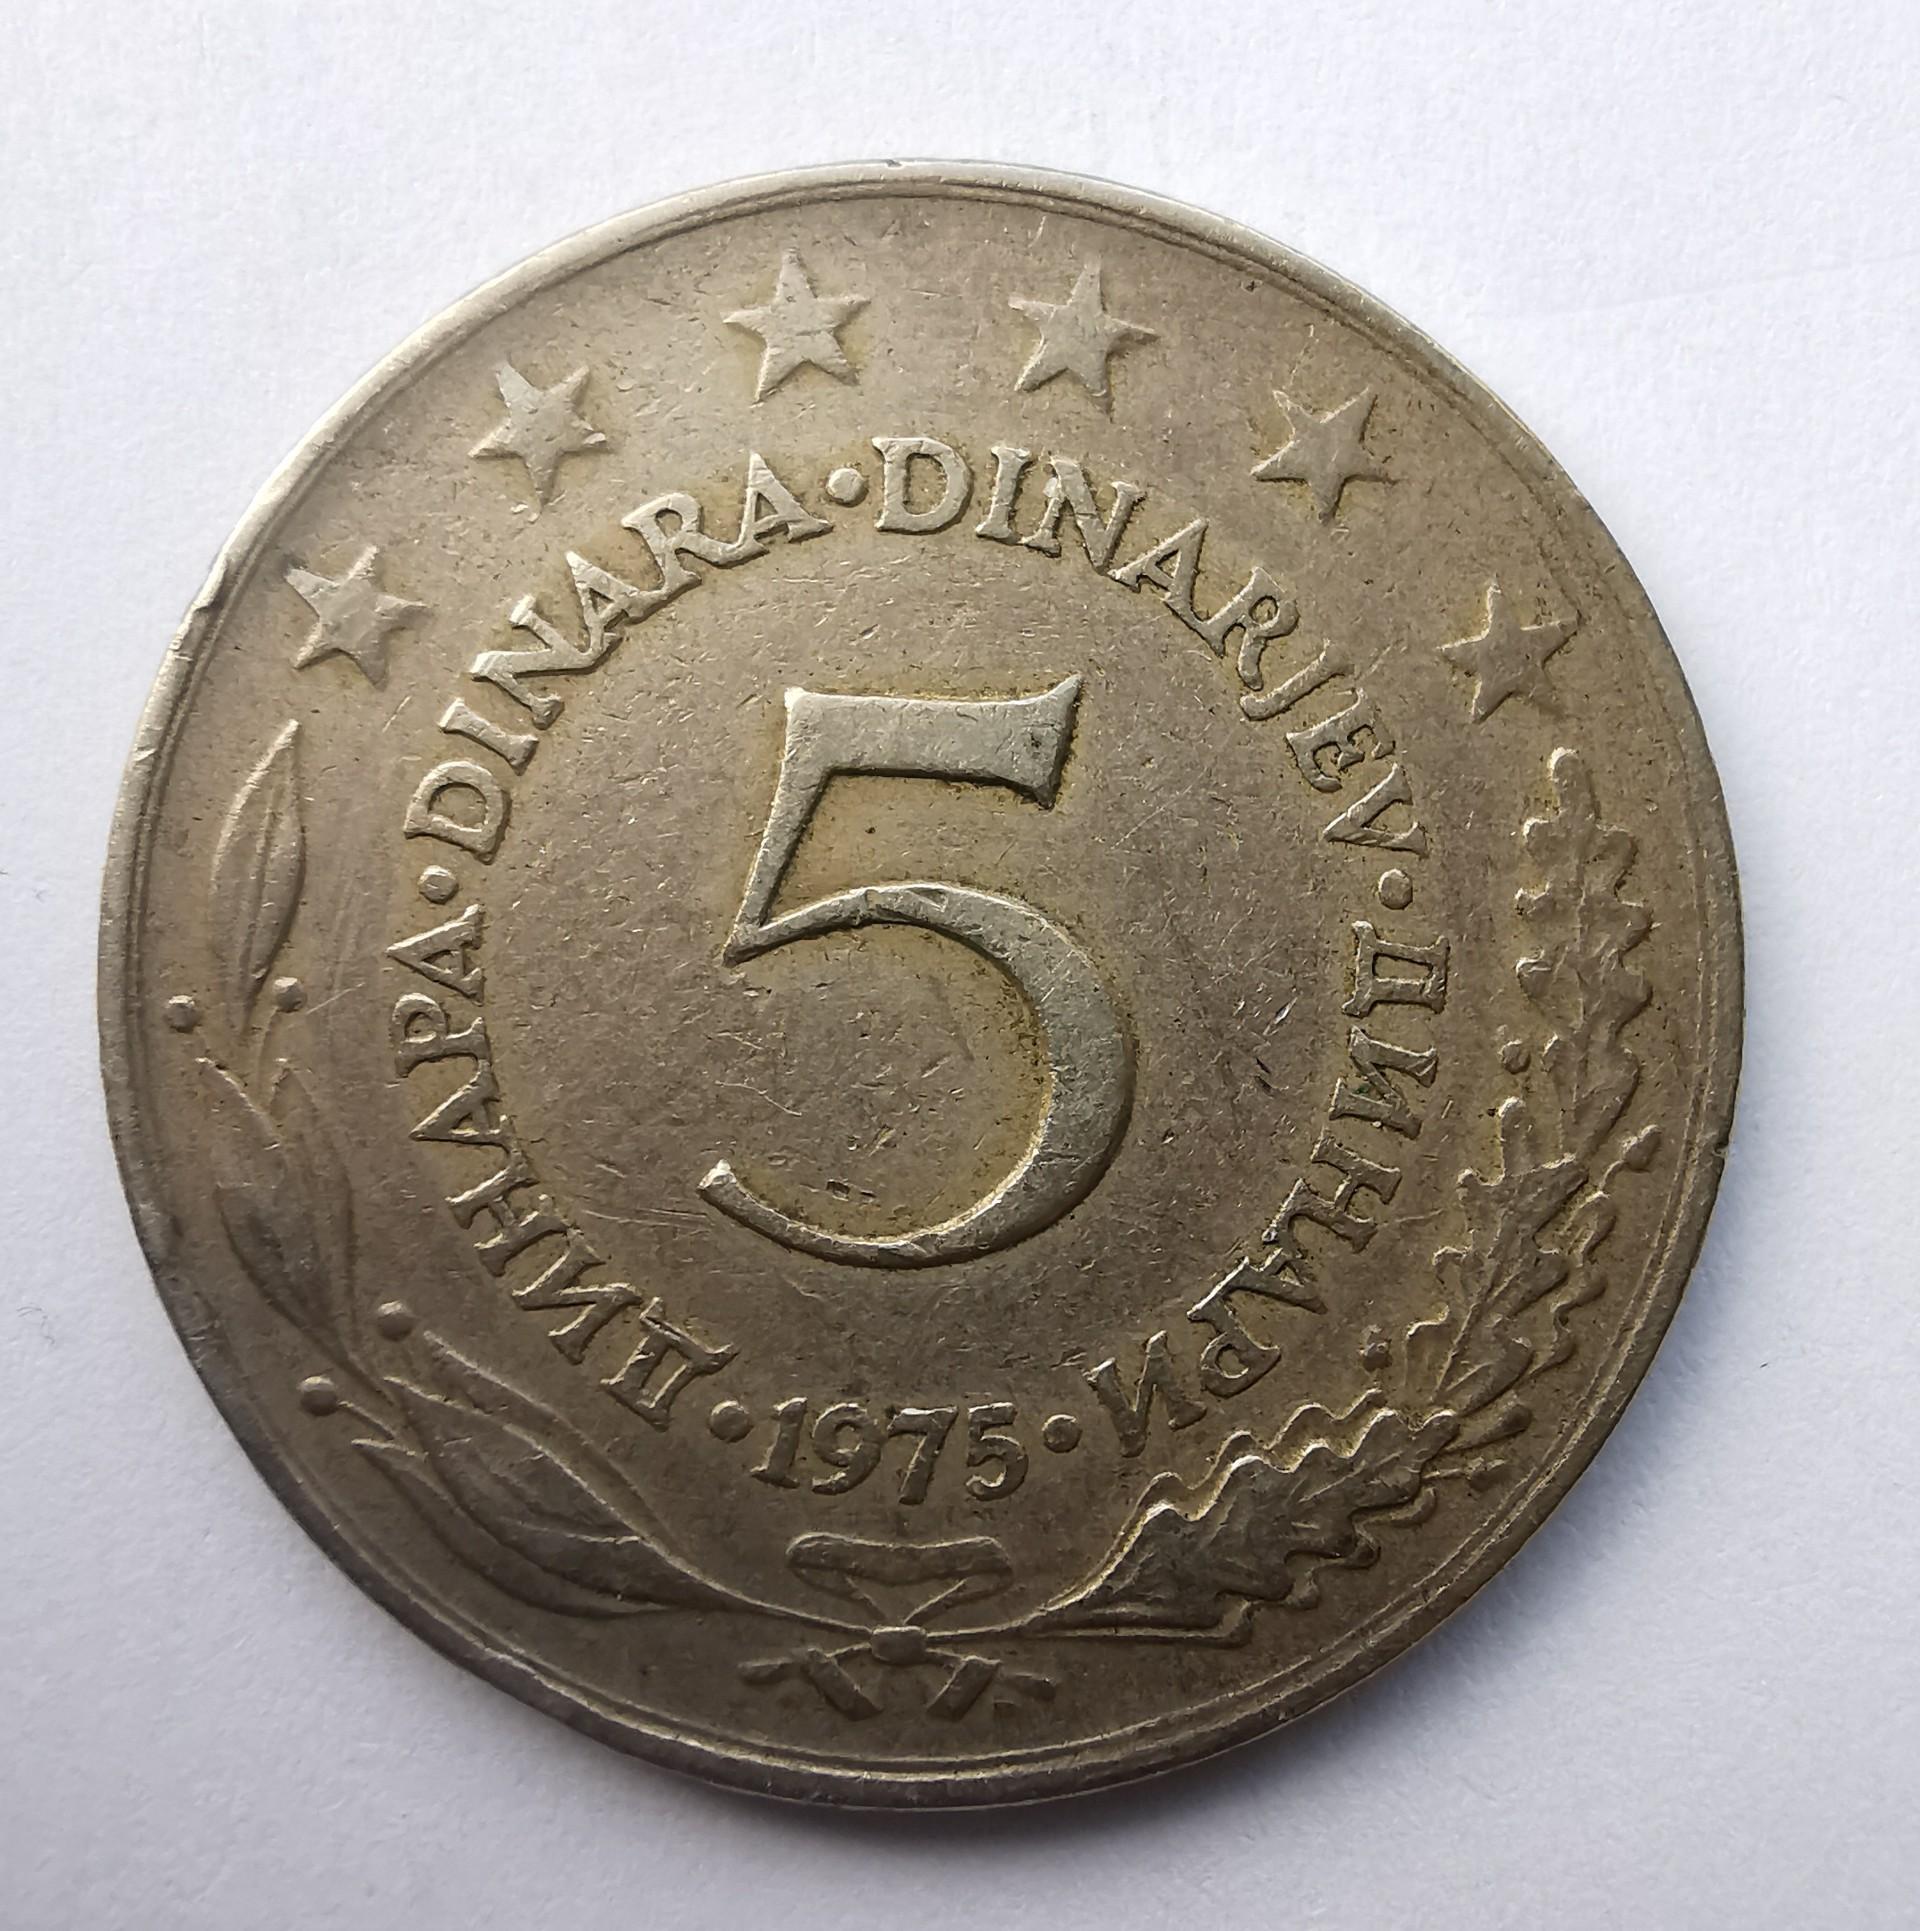 ДИНАРА • DINARA • DINARJEV • ДИНАРИ
5
• 1975 •